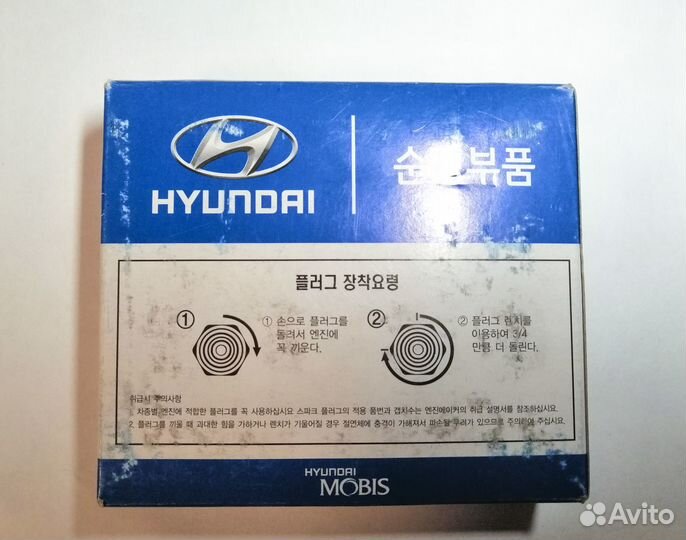 HYUNDAI
순정부품
플러그 장착요령
① 손으로 플러그를
돌려서 엔진에
꼭 끼운다.
② 플러그 렌치를
이용하여 3/4
만큼 더 돌린다.
취급시 주의사항
1. 차종별 엔진에 적합한 플러그를 꼭 사용하십시요 스파크 플러그의 적용 품번과 갭치수는 엔진메이커의 취급 설명서를 참조하십시요.
2. 플러그를 끼울 때 과대한 힘을 가하거나 렌치가 기울어질 경우 절연체에 충격이 가해져서 파손될 우려가 있으므로 주의하여 주십시요.
HYUNDAI
MOBIS
Avito